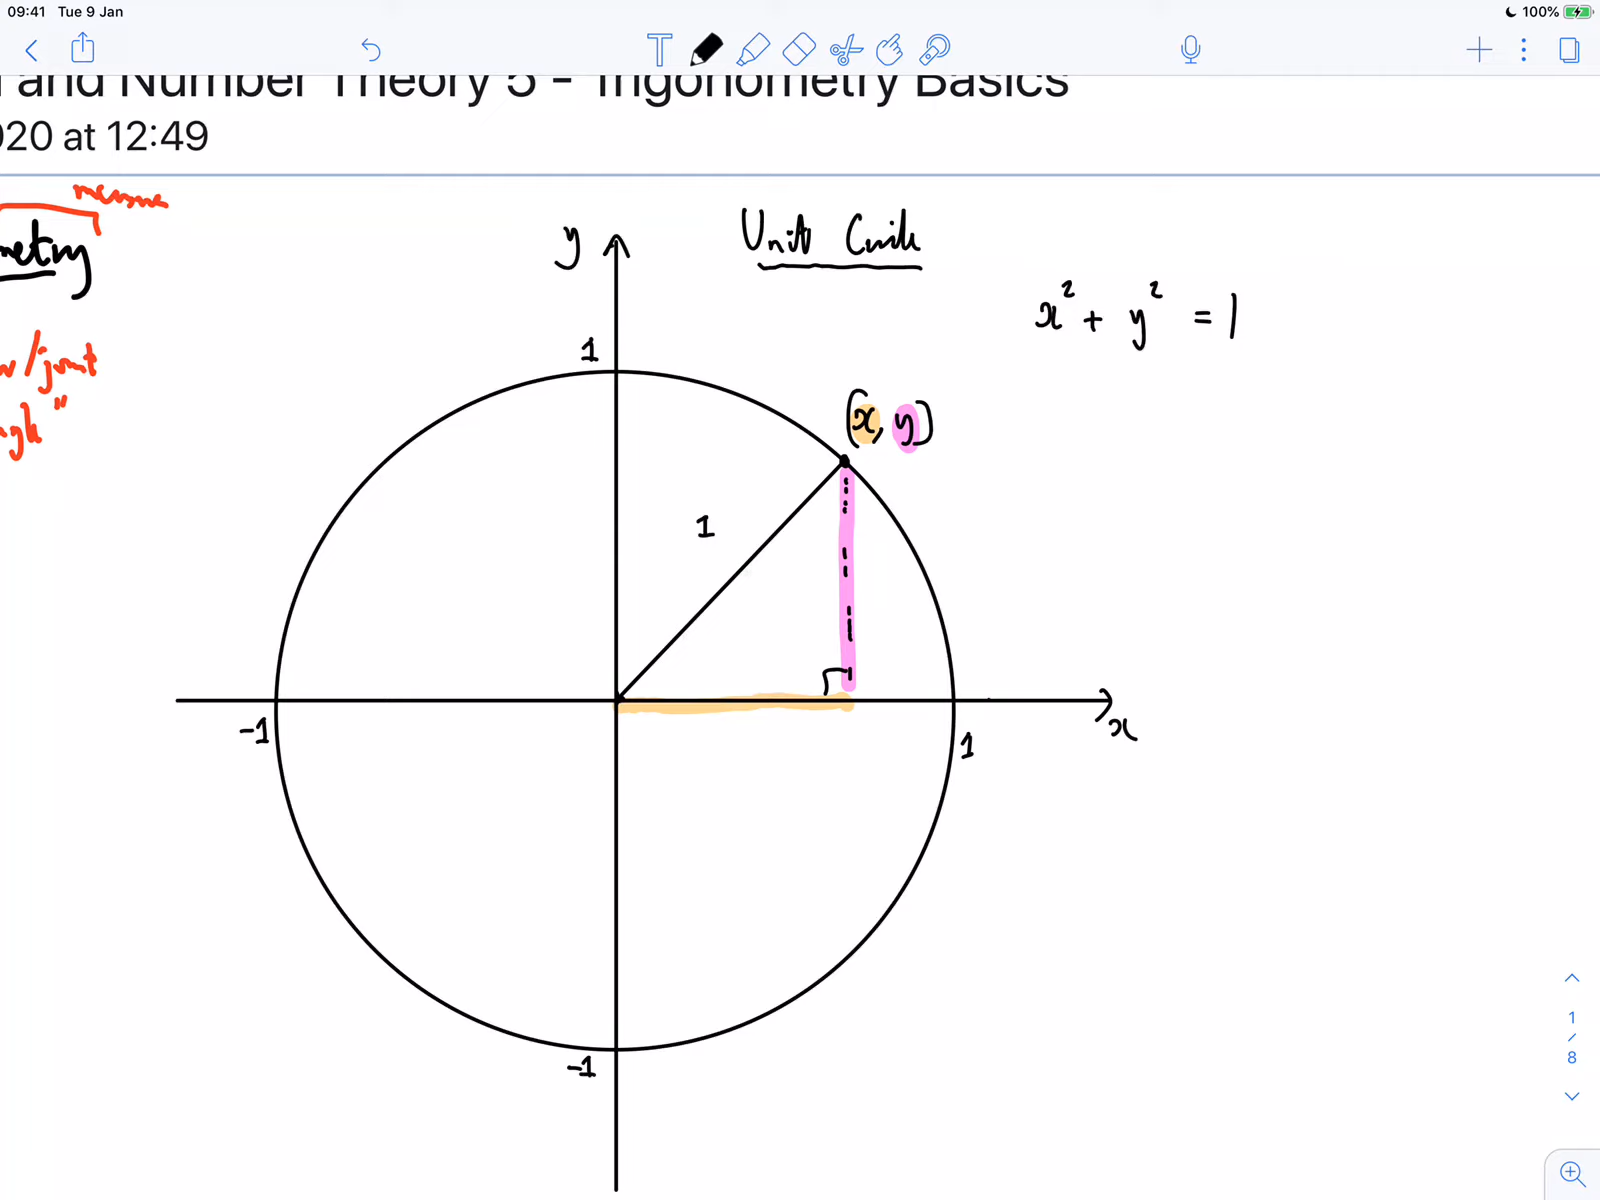 09:41 Tue 9 Jan
100%
and Number Theory 5 - Trigonometry Basics
020 at 12:49
metry
y
Unit Circle
x² + y² = 1
1
(x, y)
1
-1
1
x
-1
1
/
8